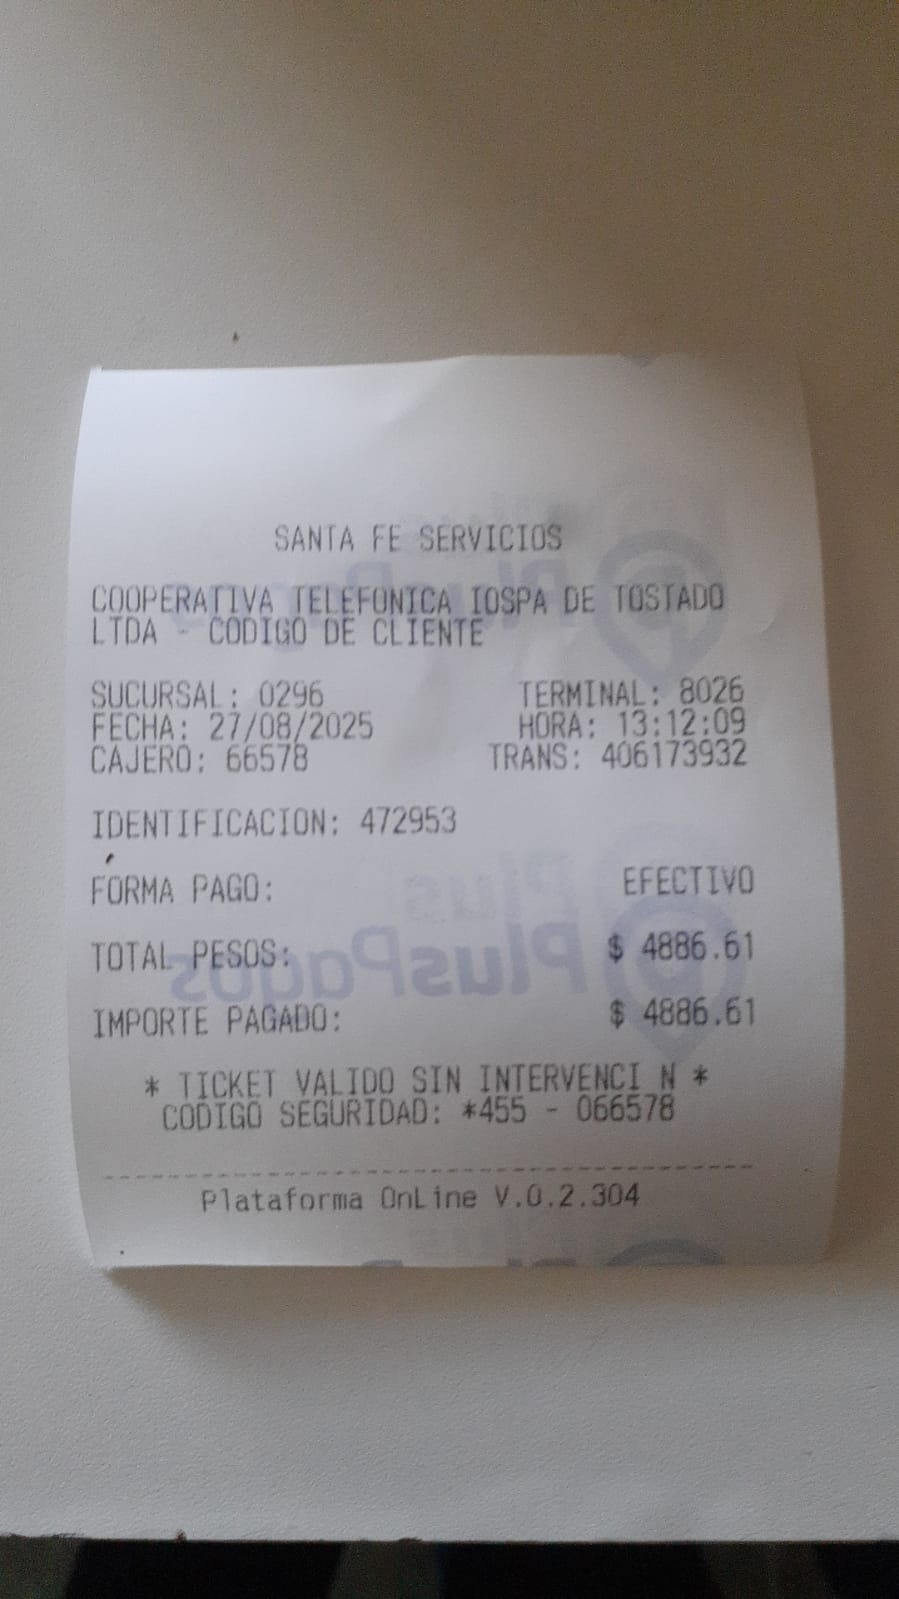 SANTA FE SERVICIOS
COOPERATIVA TELEFONICA IOSPA DE TOSTADO
LTDA - CODIGO DE CLIENTE
SUCURSAL: 0296 TERMINAL: 8026
FECHA: 27/08/2025 HORA: 13:12:09
CAJERO: 66578 TRANS: 406173932
IDENTIFICACION: 472953
FORMA PAGO: EFECTIVO
TOTAL PESOS: $ 4886.61
IMPORTE PAGADO: $ 4886.61
* TICKET VALIDO SIN INTERVENCI N *
CODIGO SEGURIDAD: *455 - 066578
Plataforma OnLine V.0.2.304
Plus
PlusPagos